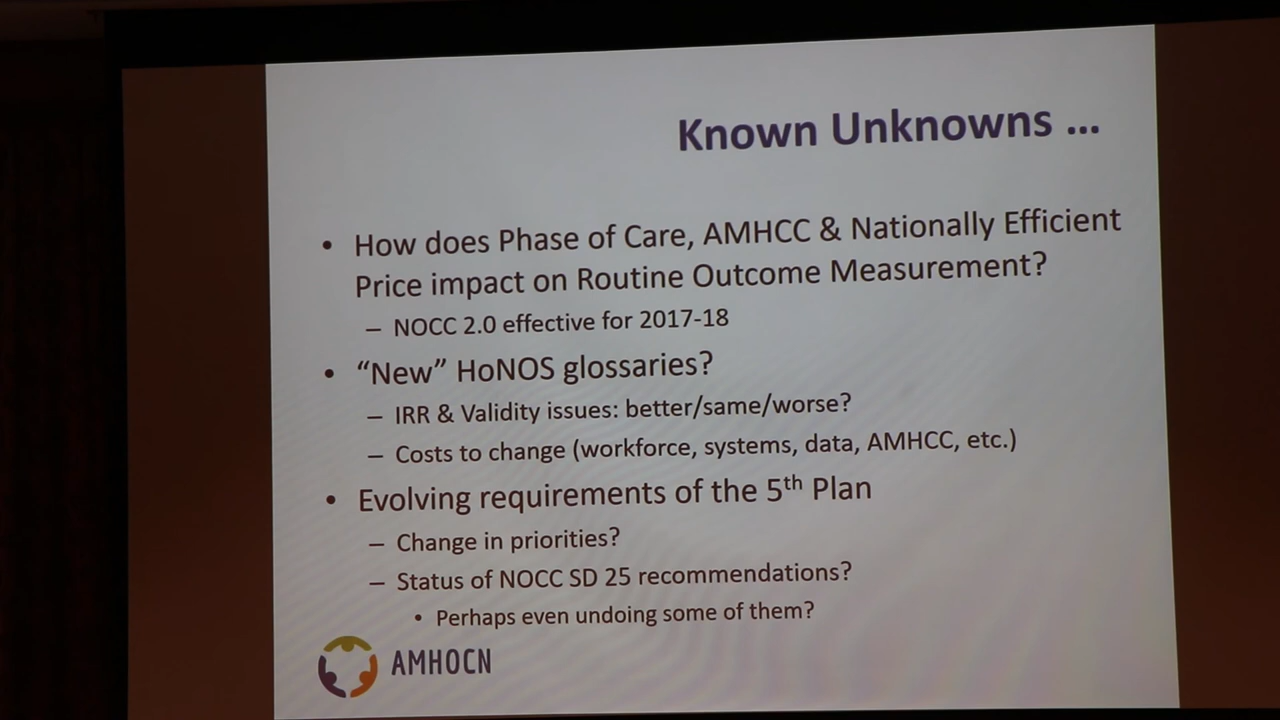 Known Unknowns ...
• How does Phase of Care, AMHCC & Nationally Efficient
Price impact on Routine Outcome Measurement?
– NOCC 2.0 effective for 2017-18
• “New” HoNOS glossaries?
– IRR & Validity issues: better/same/worse?
– Costs to change (workforce, systems, data, AMHCC, etc.)
• Evolving requirements of the 5th Plan
– Change in priorities?
– Status of NOCC SD 25 recommendations?
• Perhaps even undoing some of them?
AMHOCN